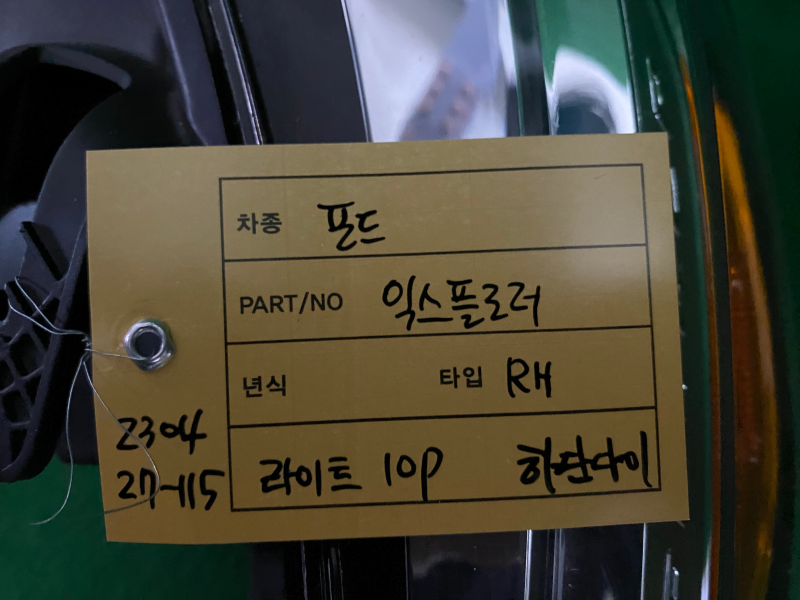 차종 폴드
PART/NO 익스플로러
년식 타입 RH
라이트 10P 하단다이
2304
27-115